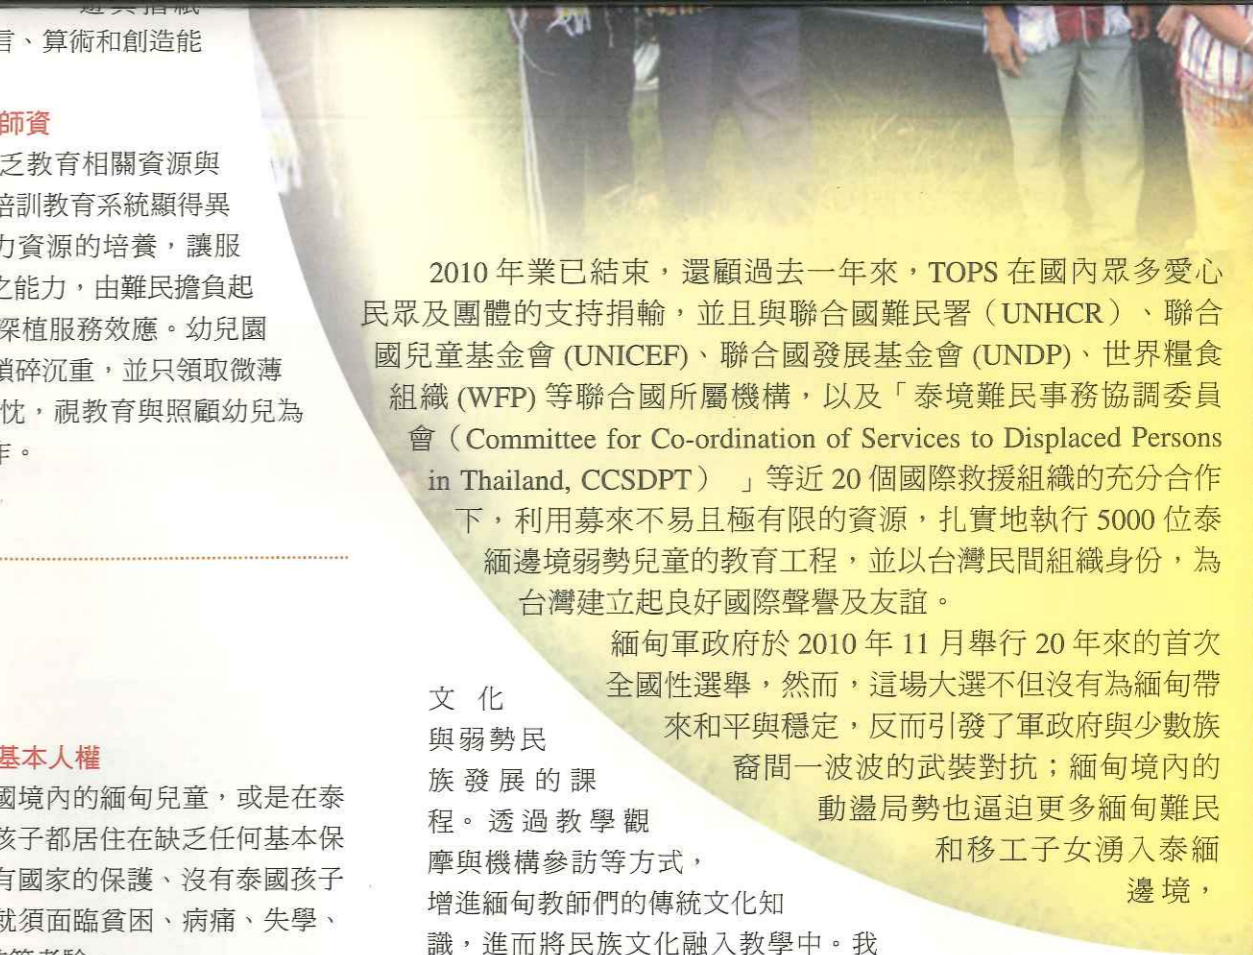 言、算術和創造能
師資
乏教育相關資源與
培訓教育系統顯得異
力資源的培養，讓服
之能力，由難民擔負起
深植服務效應。幼兒園
瑣碎沉重，並只領取微薄
忱，視教育與照顧幼兒為
作。
基本人權
國境內的緬甸兒童，或是在泰
孩子都居住在缺乏任何基本保
有國家的保護、沒有泰國孩子
就須面臨貧困、病痛、失學、
文 化
與弱勢民
族發展的課
程。透過教學觀
摩與機構參訪等方式，
增進緬甸教師們的傳統文化知
識，進而將民族文化融入教學中。我
2010 年業已結束，還顧過去一年來，TOPS 在國內眾多愛心
民眾及團體的支持捐輸，並且與聯合國難民署（UNHCR）、聯合
國兒童基金會 (UNICEF)、聯合國發展基金會 (UNDP)、世界糧食
組織 (WFP) 等聯合國所屬機構，以及「泰境難民事務協調委員
會（Committee for Co-ordination of Services to Displaced Persons
in Thailand, CCSDPT） 」等近 20 個國際救援組織的充分合作
下，利用募來不易且極有限的資源，扎實地執行 5000 位泰
緬邊境弱勢兒童的教育工程，並以台灣民間組織身份，為
台灣建立起良好國際聲譽及友誼。
緬甸軍政府於 2010 年 11 月舉行 20 年來的首次
全國性選舉，然而，這場大選不但沒有為緬甸帶
來和平與穩定，反而引發了軍政府與少數族
裔間一波波的武裝對抗；緬甸境內的
動盪局勢也逼迫更多緬甸難民
和移工子女湧入泰緬
邊境，